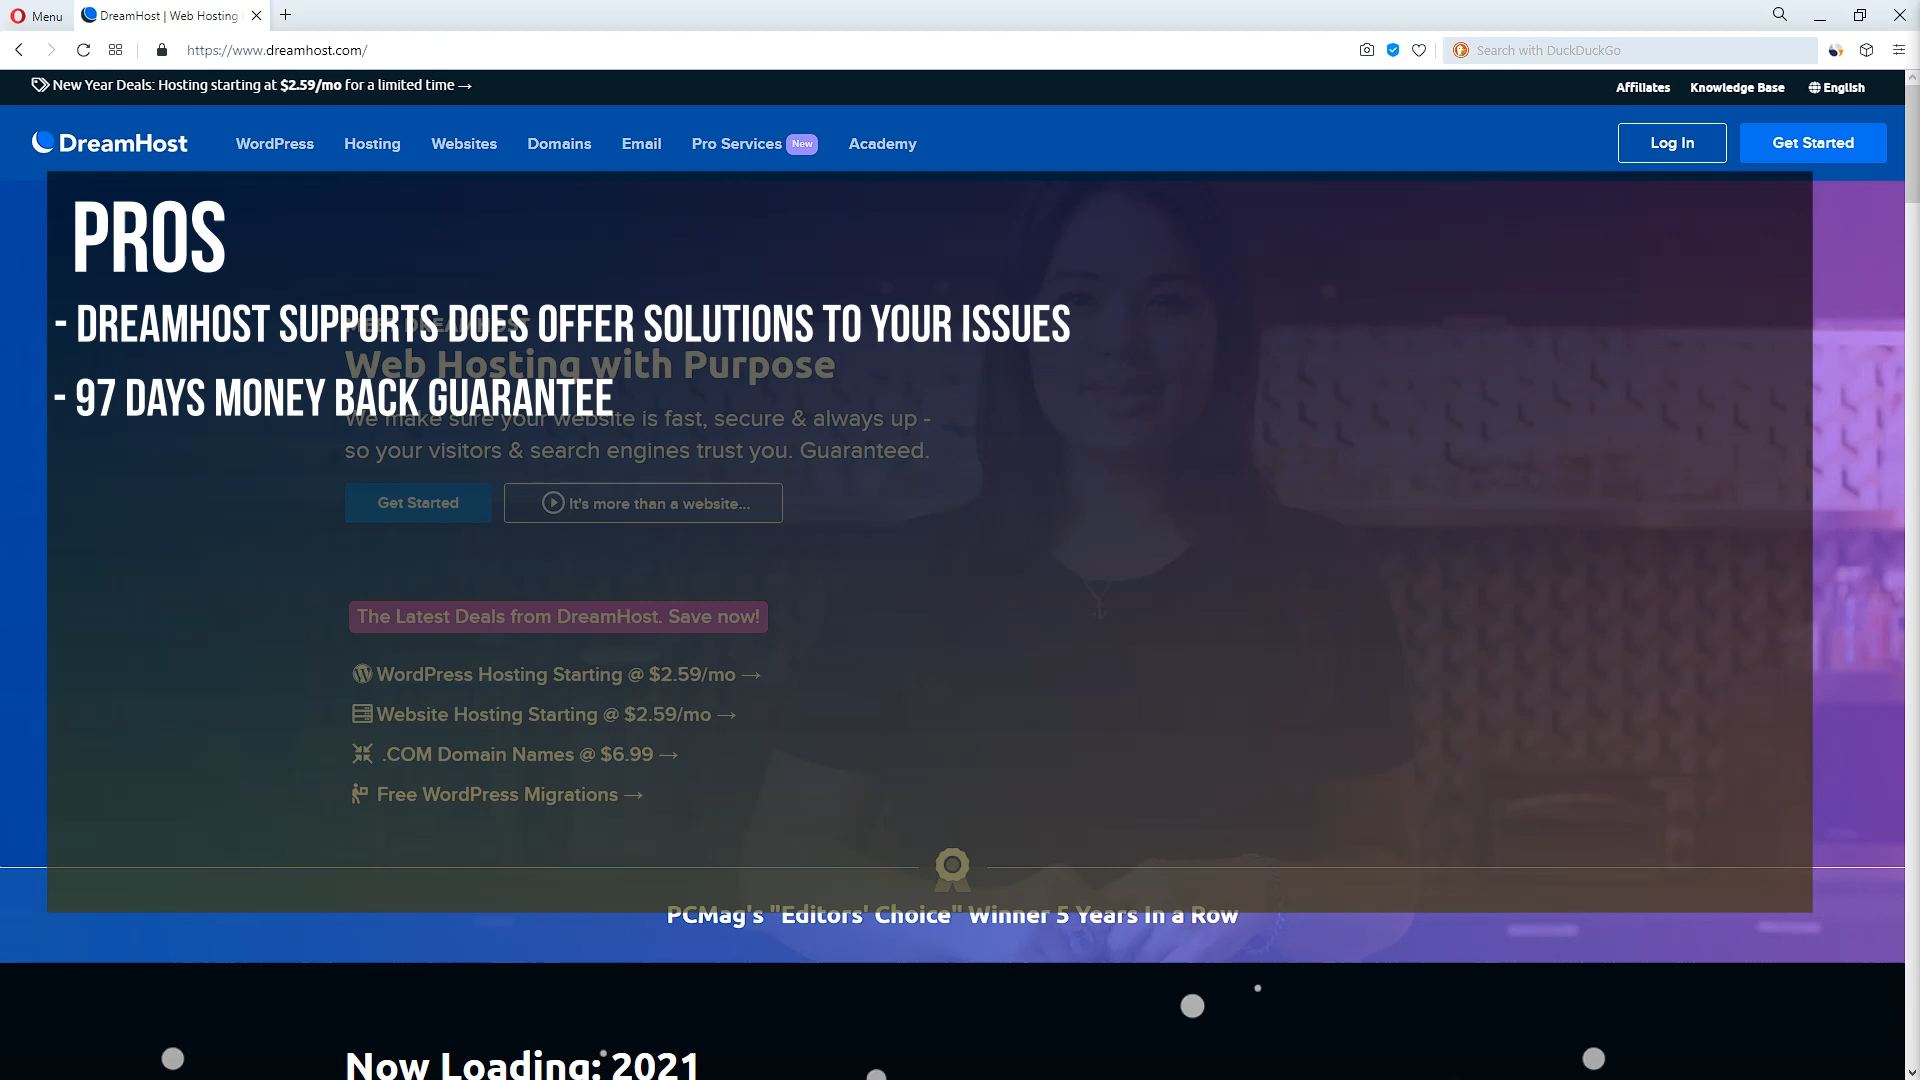 Menu
DreamHost | Web Hosting
https://www.dreamhost.com/
Search with DuckDuckGo
New Year Deals: Hosting starting at $2.59/mo for a limited time →
Affiliates
Knowledge Base
English
DreamHost
WordPress
Hosting
Websites
Domains
Email
Pro Services New
Academy
Log In
Get Started
PROS
- DREAMHOST SUPPORTS DOES OFFER SOLUTIONS TO YOUR ISSUES
Web Hosting with Purpose
- 97 DAYS MONEY BACK GUARANTEE
We make sure your website is fast, secure & always up -
so your visitors & search engines trust you. Guaranteed.
Get Started
It's more than a website...
The Latest Deals from DreamHost. Save now!
WordPress Hosting Starting @ $2.59/mo →
Website Hosting Starting @ $2.59/mo →
.COM Domain Names @ $6.99 →
Free WordPress Migrations →
PCMag's "Editors' Choice" Winner 5 Years In a Row
Now Loading: 2021